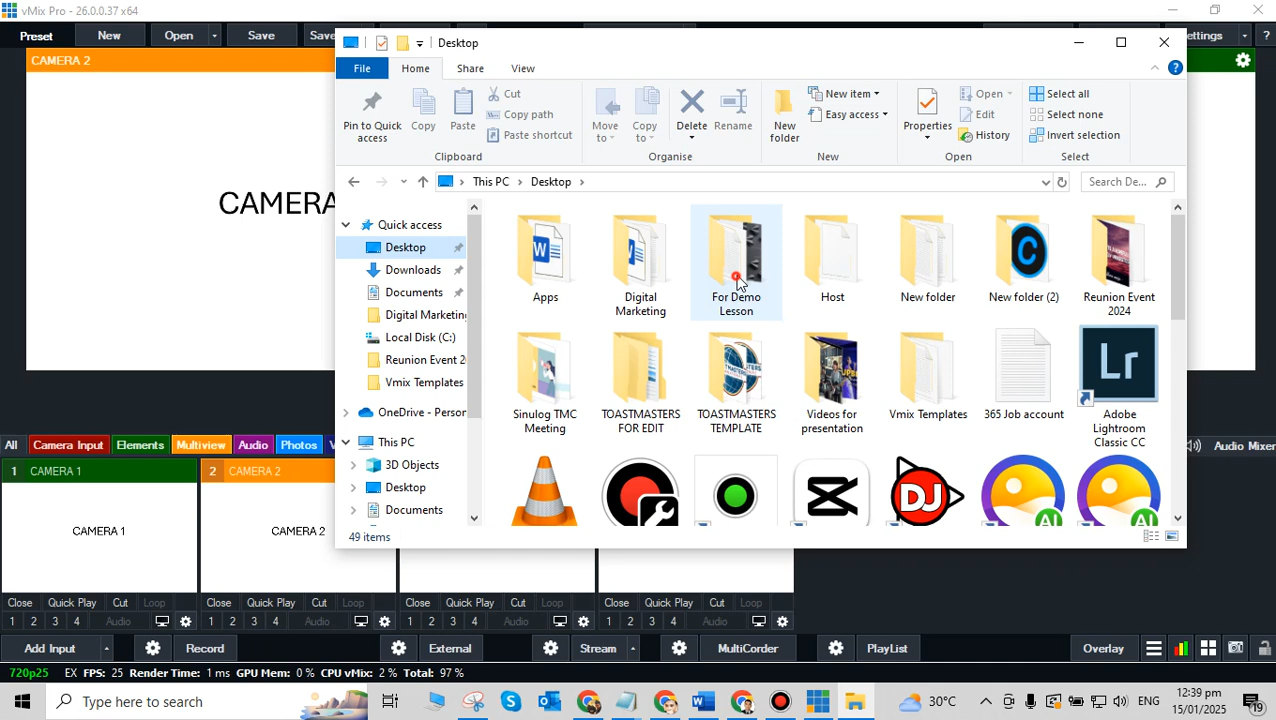 vMix Pro - 26.0.0.37 x64
Preset
New
Open
Save
ettings
?
CAMERA 2
CAMERA
Desktop
File
Home
Share
View
Pin to Quick access
Copy
Paste
Cut
Copy path
Paste shortcut
Clipboard
Move to
Copy to
Delete
Rename
Organise
New folder
New item
Easy access
New
Properties
Open
Edit
History
Open
Select all
Select none
Invert selection
Select
This PC
Desktop
Search De...
Quick access
Desktop
Downloads
Documents
Digital Marketing
Local Disk (C:)
Reunion Event 2
Vmix Templates
OneDrive - Person
This PC
3D Objects
Desktop
Documents
Apps
Digital Marketing
For Demo Lesson
Host
New folder
New folder (2)
Reunion Event 2024
Sinulog TMC Meeting
TOASTMASTERS FOR EDIT
TOASTMASTERS TEMPLATE
Videos for presentation
Vmix Templates
365 Job account
Lr
Adobe Lightroom Classic CC
DJ
AI
AI
49 items
All
Camera Input
Elements
Multiview
Audio
Photos
V
Audio Mixer
1 CAMERA 1
CAMERA 1
Close Quick Play Cut Loop
1 2 3 4 Audio
2 CAMERA 2
CAMERA 2
Close Quick Play Cut Loop
1 2 3 4 Audio
Close Quick Play Cut Loop
1 2 3 4 Audio
Close Quick Play Cut Loop
1 2 3 4 Audio
Add Input
Record
External
Stream
MultiCorder
PlayList
Overlay
720p25 EX FPS: 25 Render Time: 1 ms GPU Mem: 0 % CPU vMix: 2 % Total: 97 %
Type here to search
30°C
ENG
12:39 pm
15/01/2025
19